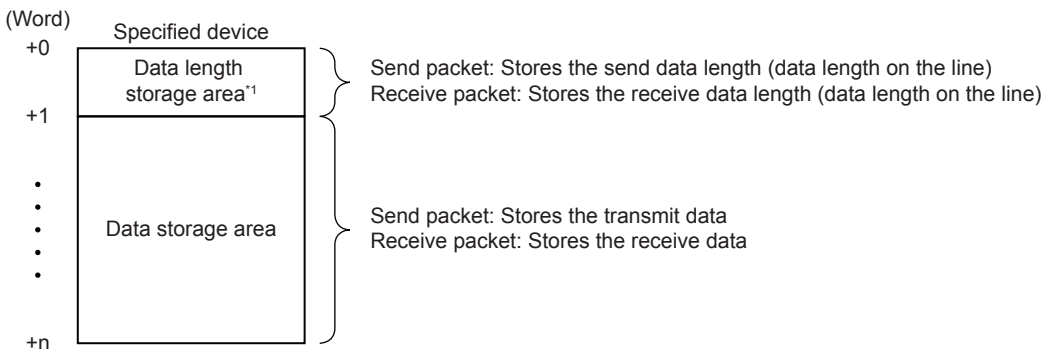 (Word)
Specified device
+0
Data length
storage area*1
Send packet: Stores the send data length (data length on the line)
Receive packet: Stores the receive data length (data length on the line)
+1
Data storage area
Send packet: Stores the transmit data
Receive packet: Stores the receive data
+n